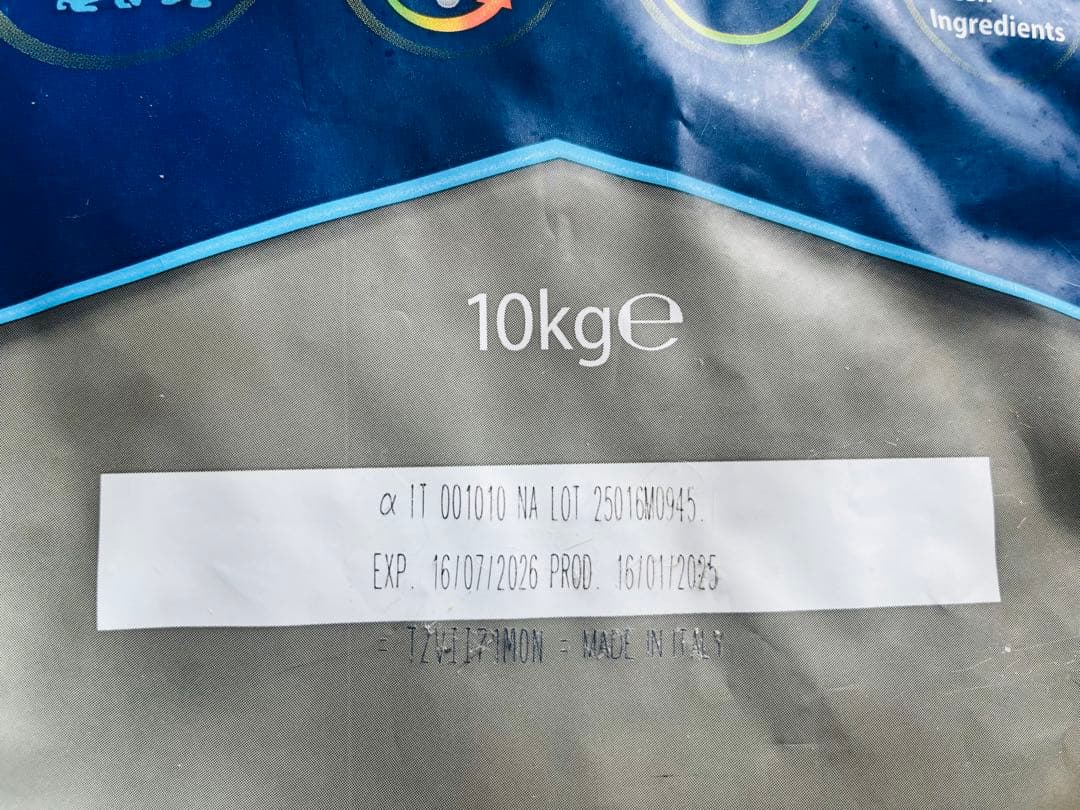 Ingredients
10kg℮
α IT 001010 NA LOT 25016M0945.
EXP. 16/07/2026 PROD. 16/01/2025
= = MADE IN ITALY